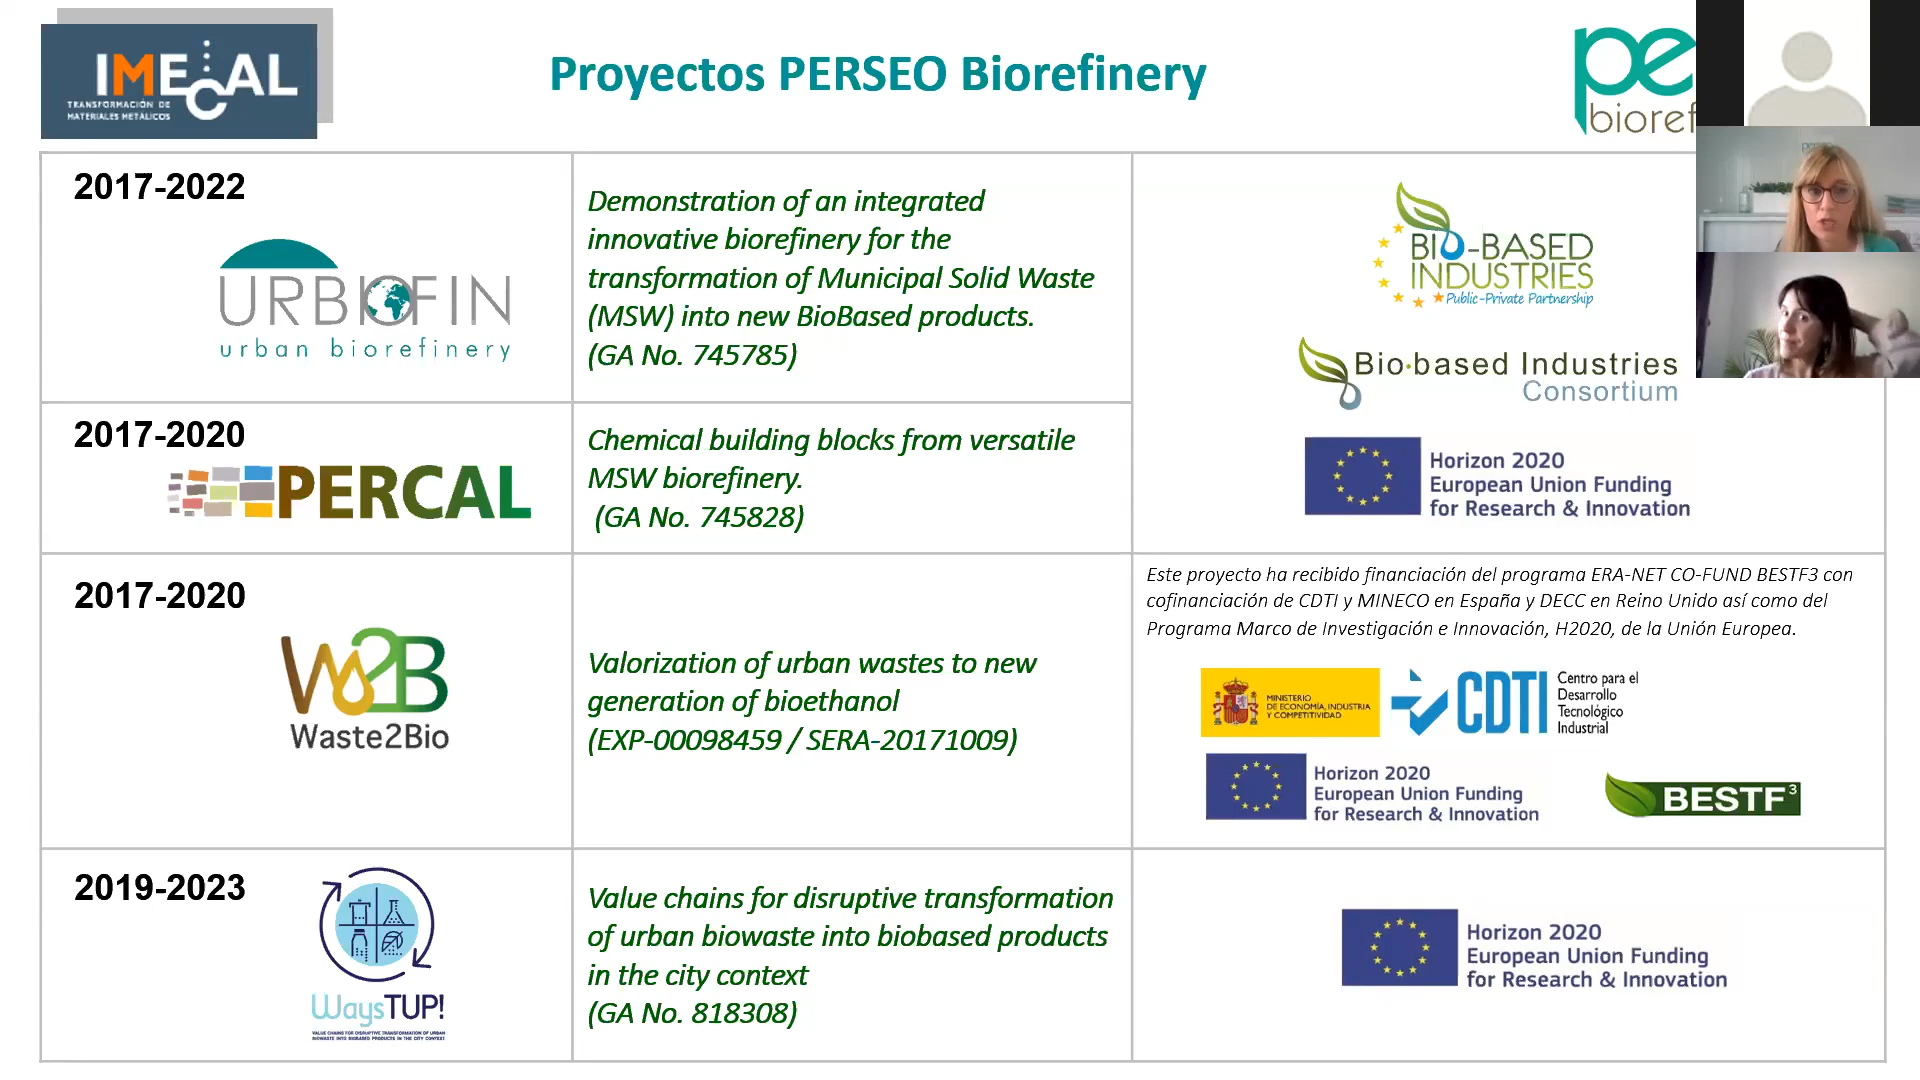 IMECAL
TRANSFORMACIÓN DE
MATERIALES METÁLICOS
Proyectos PERSEO Biorefinery
pe
bioref
2017-2022
URBIOFIN
urban biorefinery
Demonstration of an integrated
innovative biorefinery for the
transformation of Municipal Solid Waste
(MSW) into new BioBased products.
(GA No. 745785)
BIO-BASED
INDUSTRIES
Public-Private Partnership
Bio-based Industries
Consortium
Horizon 2020
European Union Funding
for Research & Innovation
2017-2020
PERCAL
Chemical building blocks from versatile
MSW biorefinery.
(GA No. 745828)
2017-2020
W2B
Waste2Bio
Valorization of urban wastes to new
generation of bioethanol
(EXP-00098459 / SERA-20171009)
Este proyecto ha recibido financiación del programa ERA-NET CO-FUND BESTF3 con
cofinanciación de CDTI y MINECO en España y DECC en Reino Unido así como del
Programa Marco de Investigación e Innovación, H2020, de la Unión Europea.
MINISTERIO
DE ECONOMÍA, INDUSTRIA
Y COMPETITIVIDAD
CDTI
Centro para el
Desarrollo
Tecnológico
Industrial
Horizon 2020
European Union Funding
for Research & Innovation
BESTF3
2019-2023
WaysTUP!
VALUE CHAINS FOR DISRUPTIVE TRANSFORMATION OF URBAN
BIOWASTE INTO BIOBASED PRODUCTS IN THE CITY CONTEXT
Value chains for disruptive transformation
of urban biowaste into biobased products
in the city context
(GA No. 818308)
Horizon 2020
European Union Funding
for Research & Innovation